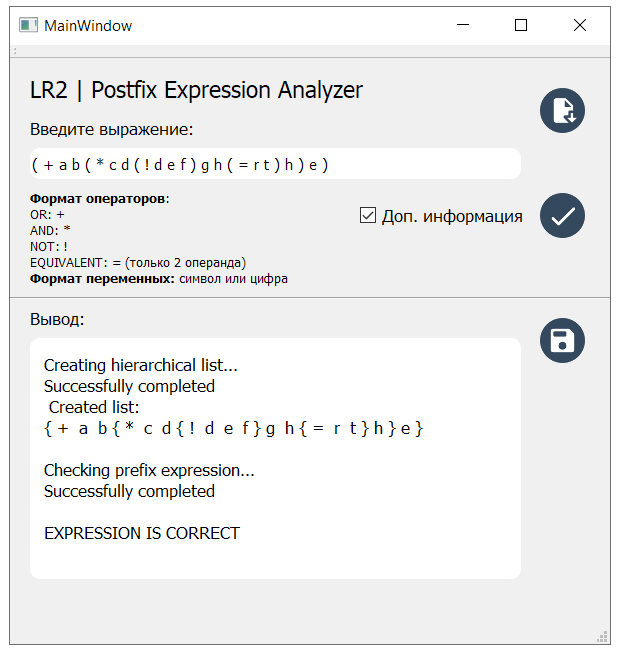 MainWindow
LR2 | Postfix Expression Analyzer
Введите выражение:
( + a b ( * c d ( ! d e f ) g h ( = r t ) h ) e )
Формат операторов:
OR: +
AND: *
NOT: !
EQUIVALENT: = (только 2 операнда)
Формат переменных: символ или цифра
Доп. информация
Вывод:
Creating hierarchical list...
Successfully completed
Created list:
{ + a b { * c d { ! d e f } g h { = r t } h } e }
Checking prefix expression...
Successfully completed
EXPRESSION IS CORRECT